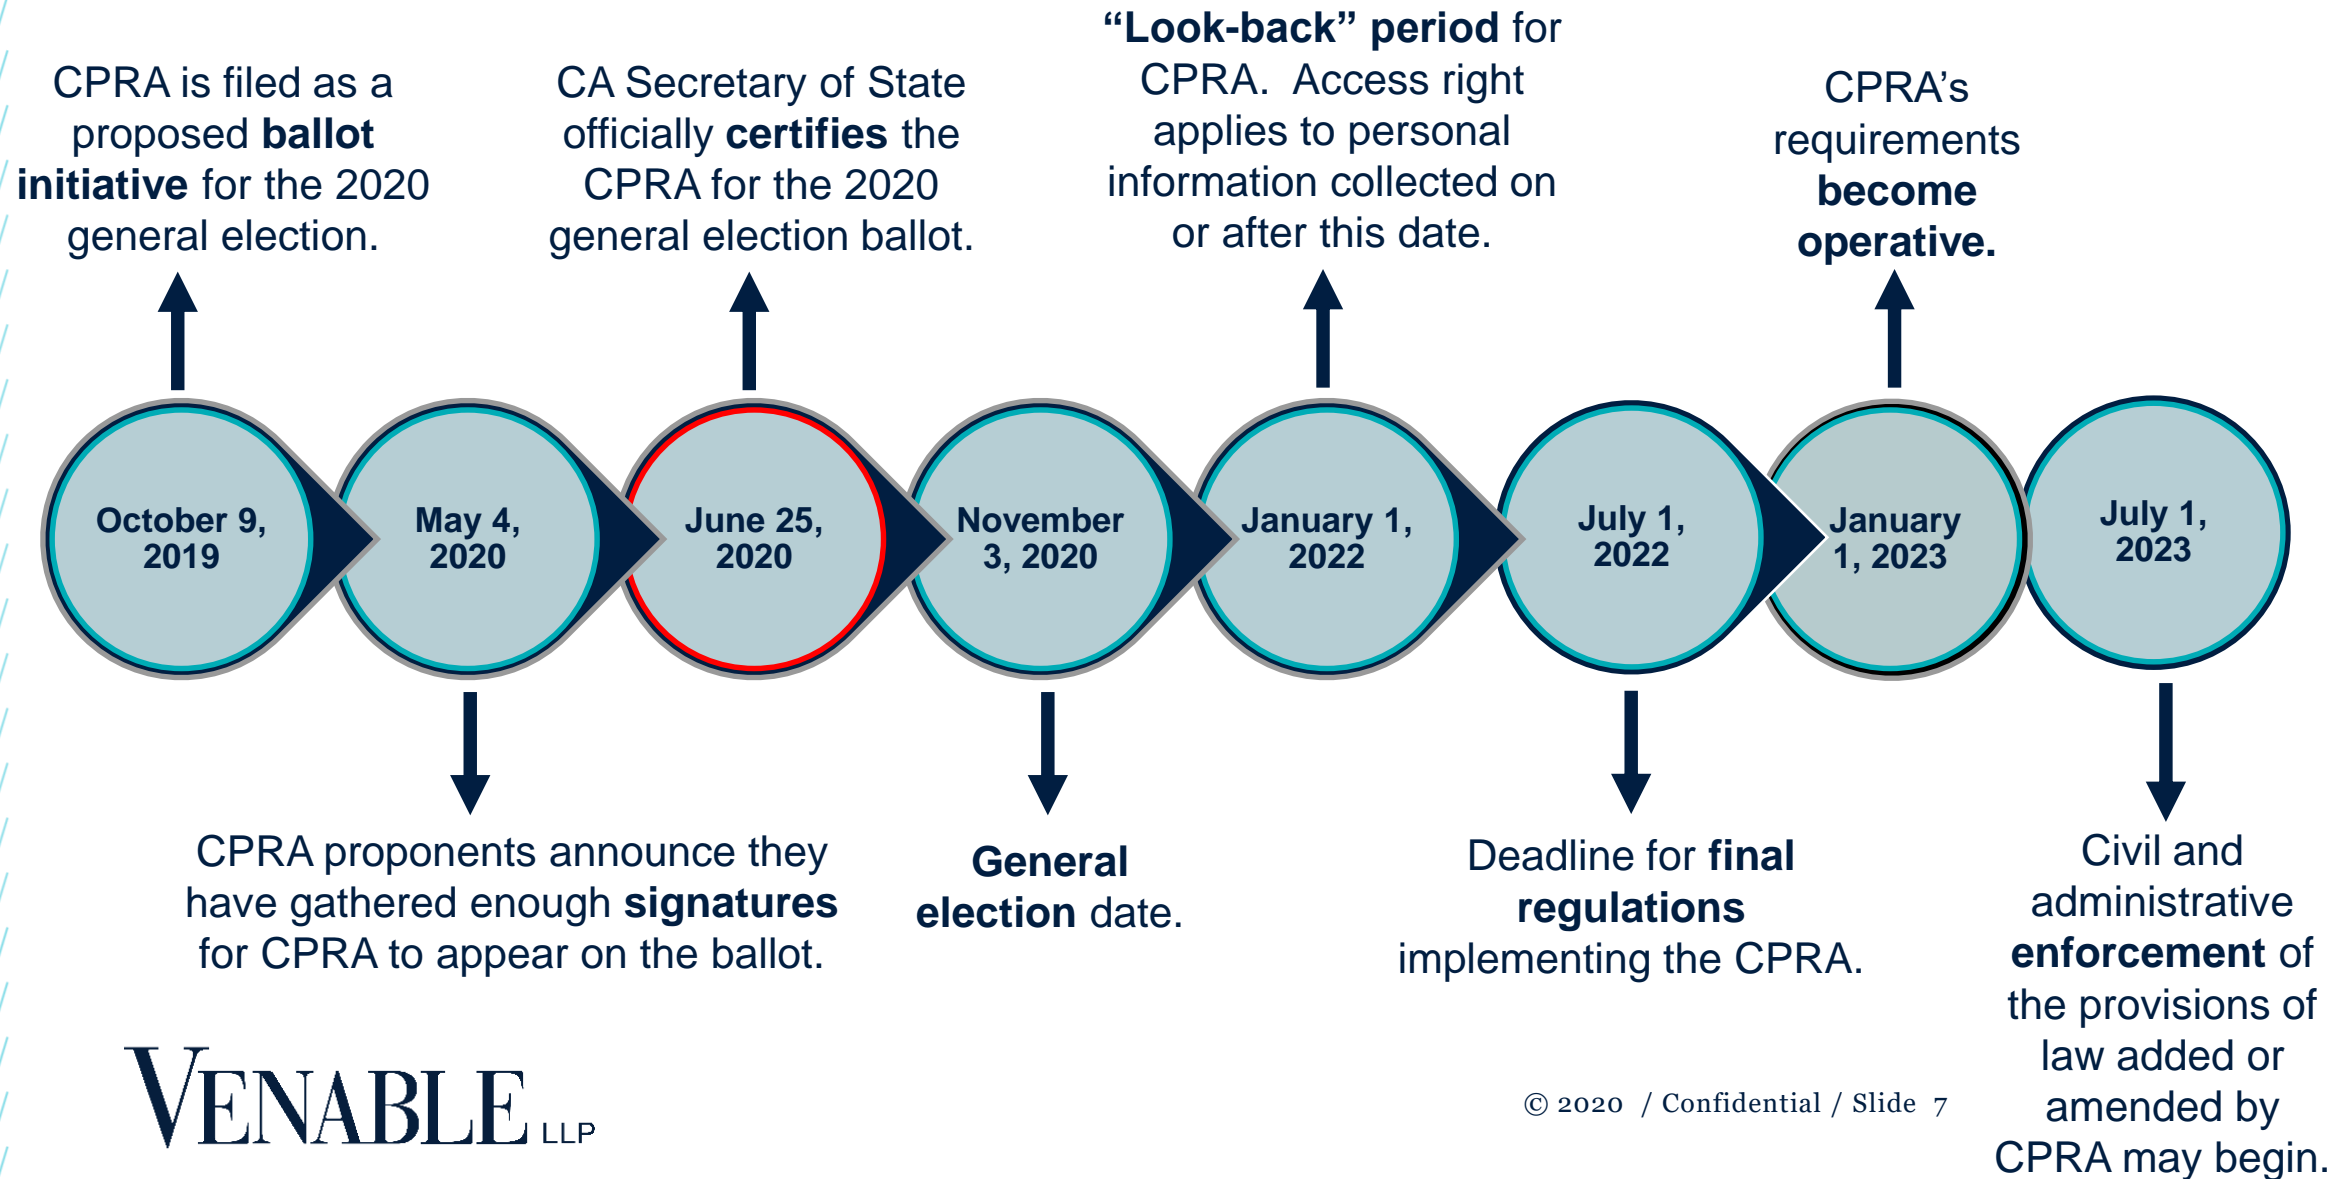 CPRA is filed as a
proposed ballot
initiative for the 2020
general election.
CA Secretary of State
officially certifies the
CPRA for the 2020
general election ballot.
“Look-back” period for
CPRA.  Access right
applies to personal
information collected on
or after this date.
CPRA’s
requirements
become
operative.
October 9,
2019
May 4,
2020
June 25,
2020
November
3, 2020
January 1,
2022
July 1,
2022
January
1, 2023
July 1,
2023
CPRA proponents announce they
have gathered enough signatures
for CPRA to appear on the ballot.
General
election date.
Deadline for final
regulations
implementing the CPRA.
Civil and
administrative
enforcement of
the provisions of
law added or
amended by
CPRA may begin.
VENABLE LLP
© 2020 / Confidential / Slide 7